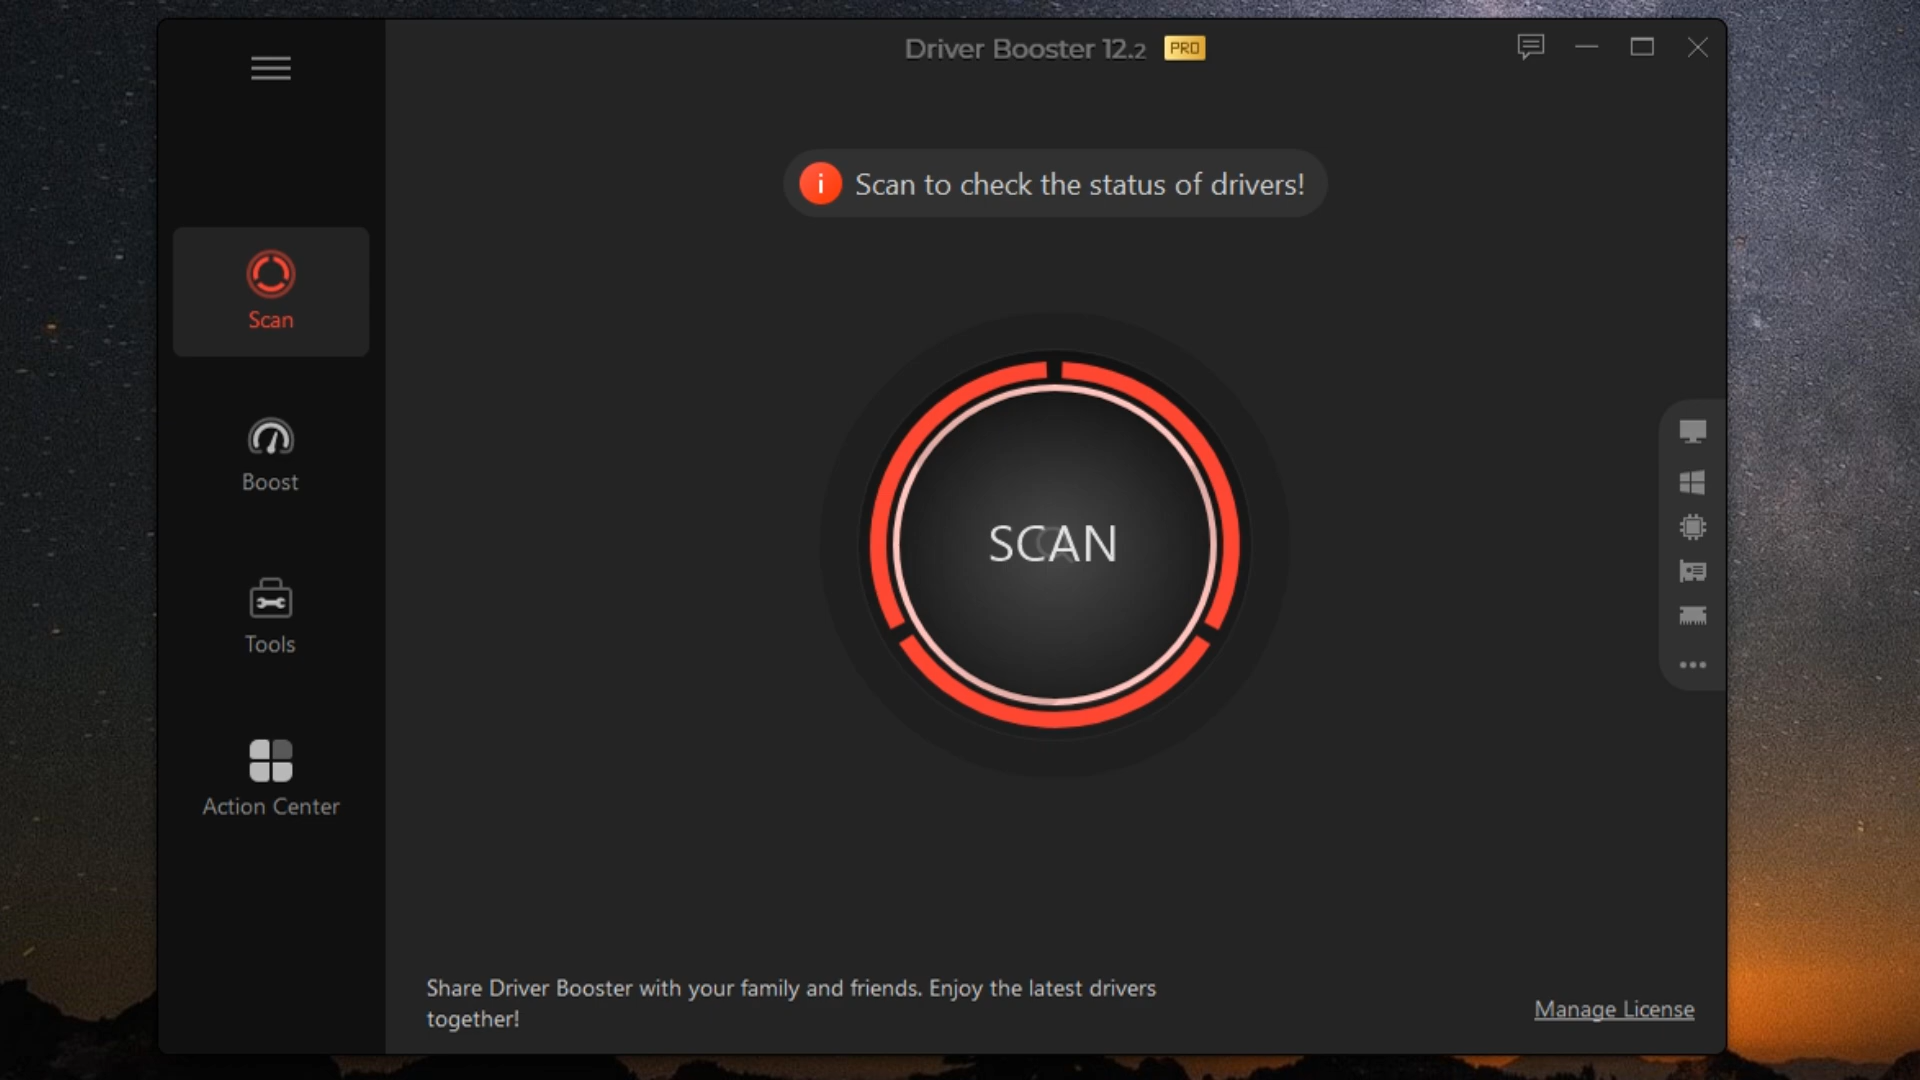 Driver Booster 12.2 PRO
i Scan to check the status of drivers!
Scan
Boost
SCAN
Tools
Action Center
Share Driver Booster with your family and friends. Enjoy the latest drivers
together!
Manage License